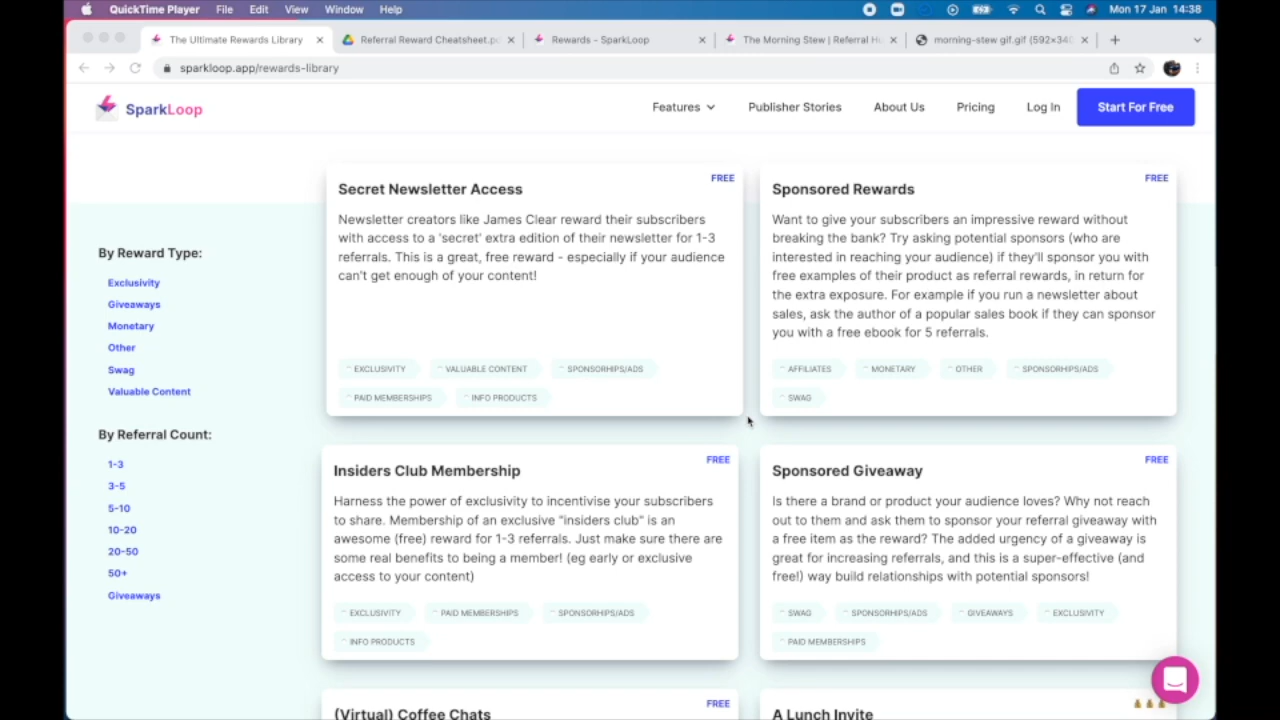 QuickTime Player File Edit View Window Help Mon 17 Jan 14:38
The Ultimate Rewards Library Referral Reward Cheatsheet.pd Rewards - SparkLoop The Morning Stew | Referral Hu morning-stew gif.gif (592×340)
sparkloop.app/rewards-library
SparkLoop Features Publisher Stories About Us Pricing Log In Start For Free
By Reward Type:
Exclusivity
Giveaways
Monetary
Other
Swag
Valuable Content
By Referral Count:
1-3
3-5
5-10
10-20
20-50
50+
Giveaways
FREE
Secret Newsletter Access
Newsletter creators like James Clear reward their subscribers
with access to a 'secret' extra edition of their newsletter for 1-3
referrals. This is a great, free reward - especially if your audience
can't get enough of your content!
EXCLUSIVITY VALUABLE CONTENT SPONSORHIPS/ADS
PAID MEMBERSHIPS INFO PRODUCTS
FREE
Sponsored Rewards
Want to give your subscribers an impressive reward without
breaking the bank? Try asking potential sponsors (who are
interested in reaching your audience) if they'll sponsor you with
free examples of their product as referral rewards, in return for
the extra exposure. For example if you run a newsletter about
sales, ask the author of a popular sales book if they can sponsor
you with a free ebook for 5 referrals.
AFFILIATES MONETARY OTHER SPONSORHIPS/ADS
SWAG
FREE
Insiders Club Membership
Harness the power of exclusivity to incentivise your subscribers
to share. Membership of an exclusive "insiders club" is an
awesome (free) reward for 1-3 referrals. Just make sure there are
some real benefits to being a member! (eg early or exclusive
access to your content)
EXCLUSIVITY PAID MEMBERSHIPS SPONSORHIPS/ADS
INFO PRODUCTS
FREE
Sponsored Giveaway
Is there a brand or product your audience loves? Why not reach
out to them and ask them to sponsor your referral giveaway with
a free item as the reward? The added urgency of a giveaway is
great for increasing referrals, and this is a super-effective (and
free!) way build relationships with potential sponsors!
SWAG SPONSORHIPS/ADS GIVEAWAYS EXCLUSIVITY
PAID MEMBERSHIPS
FREE
(Virtual) Coffee Chats
A Lunch Invite